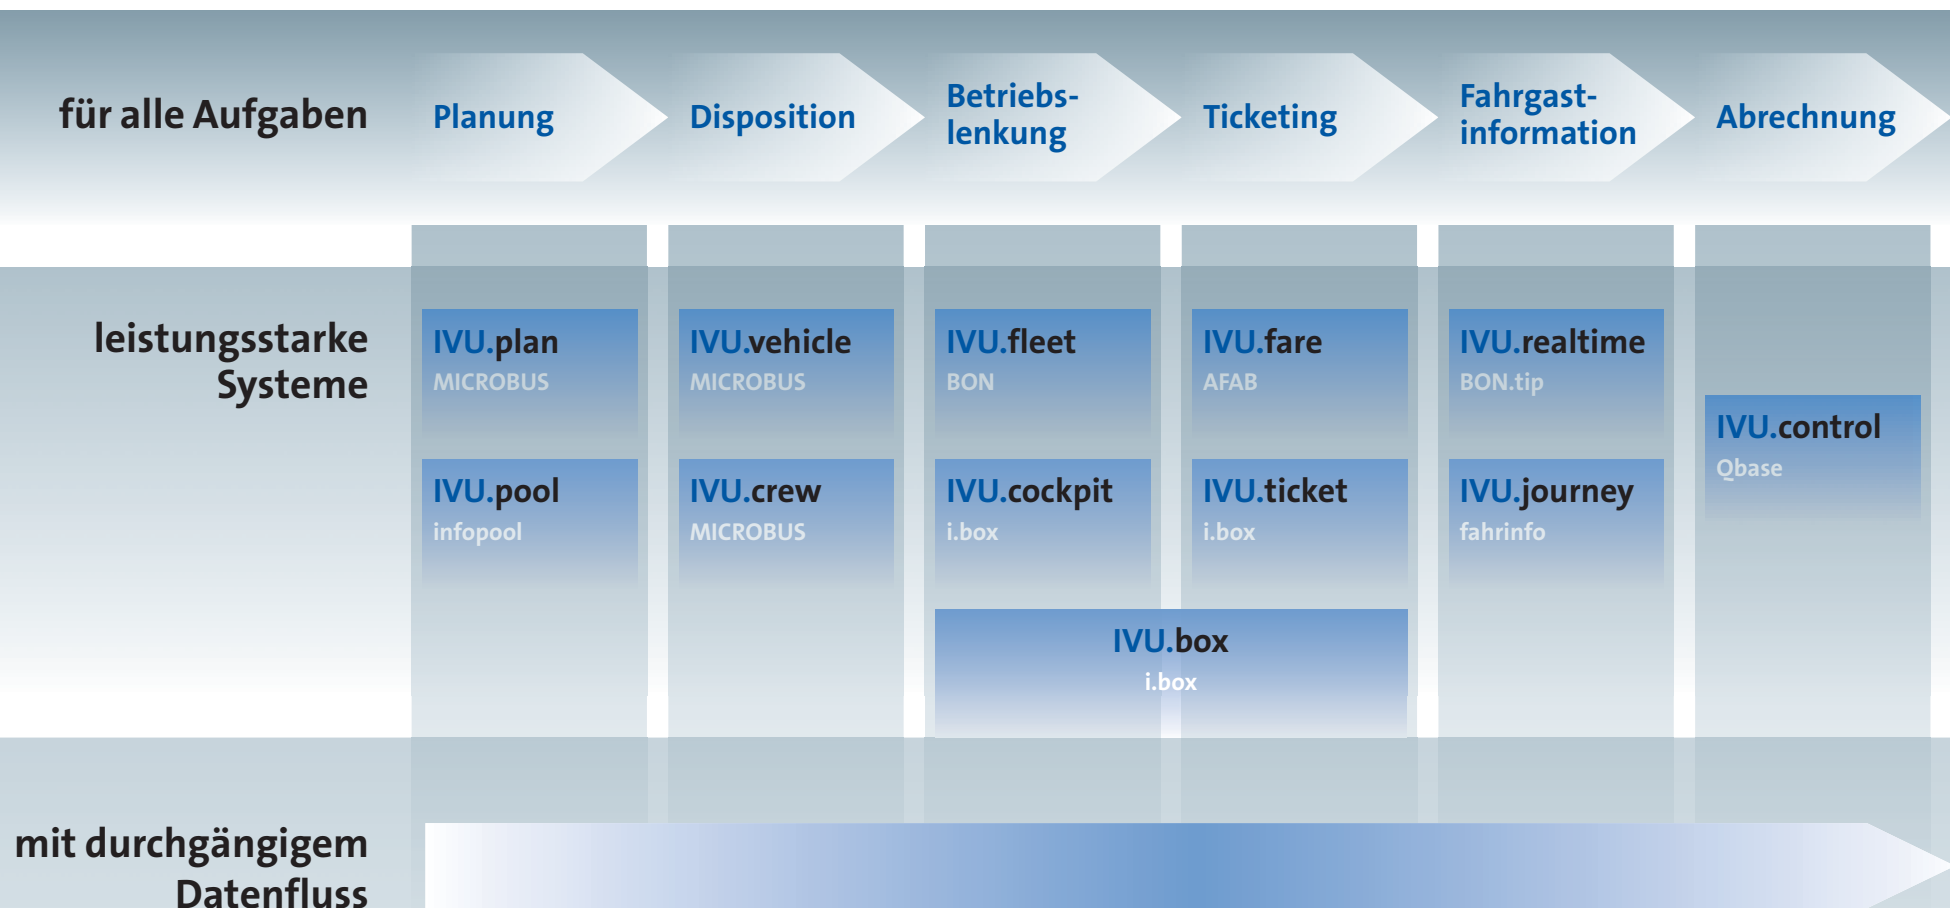 für alle Aufgaben
Planung
Disposition
Betriebs-
lenkung
Ticketing
Fahrgast-
information
Abrechnung
leistungsstarke
Systeme
IVU.plan
MICROBUS
IVU.vehicle
MICROBUS
IVU.fleet
BON
IVU.fare
AFAB
IVU.realtime
BON.tip
IVU.control
Qbase
IVU.pool
infopool
IVU.crew
MICROBUS
IVU.cockpit
i.box
IVU.ticket
i.box
IVU.journey
fahrinfo
IVU.box
i.box
mit durchgängigem
Datenfluss